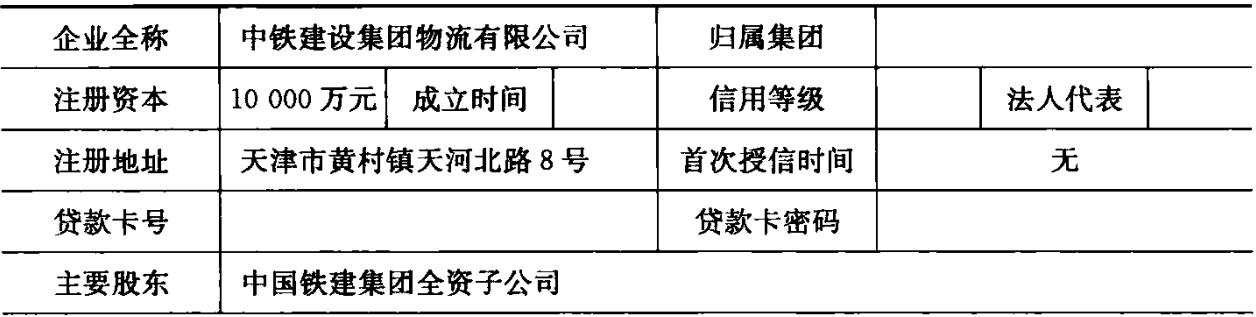 企业全称 中铁建设集团物流有限公司 归属集团
注册资本 10 000 万元 成立时间 信用等级 法人代表
注册地址 天津市黄村镇天河北路 8 号 首次授信时间 无
贷款卡号 贷款卡密码
主要股东 中国铁建集团全资子公司